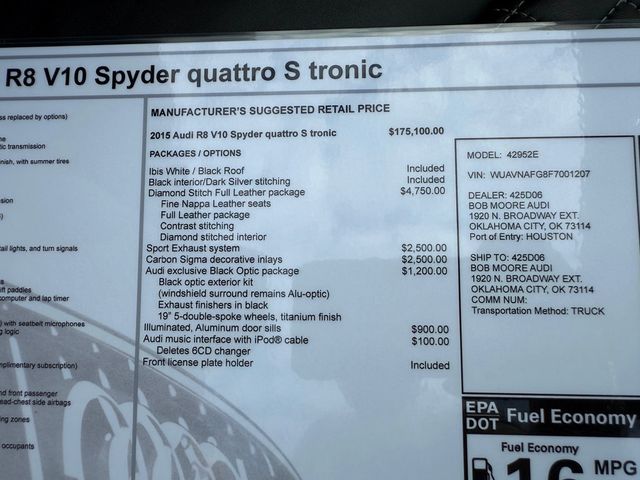 R8 V10 Spyder quattro S tronic
ss replaced by options)
tic transmission
nish, with summer tires
ail lights, and turn signals
ft paddles
computer and lap timer
) with seatbelt microphones
g logic
mplimentary subscription)
nd front passenger
ead-chest side airbags
ing zones
occupants
MANUFACTURER'S SUGGESTED RETAIL PRICE
2015 Audi R8 V10 Spyder quattro S tronic $175,100.00
PACKAGES / OPTIONS
Ibis White / Black Roof Included
Black interior/Dark Silver stitching Included
Diamond Stitch Full Leather package $4,750.00
Fine Nappa Leather seats
Full Leather package
Contrast stitching
Diamond stitched interior
Sport Exhaust system $2,500.00
Carbon Sigma decorative inlays $2,500.00
Audi exclusive Black Optic package $1,200.00
Black optic exterior kit
(windshield surround remains Alu-optic)
Exhaust finishers in black
19" 5-double-spoke wheels, titanium finish
Illuminated, Aluminum door sills $900.00
Audi music interface with iPod® cable $100.00
Deletes 6CD changer
Front license plate holder Included
MODEL: 42952E
VIN: WUAVNAFG8F7001207
DEALER: 425D06
BOB MOORE AUDI
1920 N. BROADWAY EXT.
OKLAHOMA CITY, OK 73114
Port of Entry: HOUSTON
SHIP TO: 425D06
BOB MOORE AUDI
1920 N. BROADWAY EXT.
OKLAHOMA CITY, OK 73114
COMM NUM:
Transportation Method: TRUCK
EPA
DOT Fuel Economy
Fuel Economy
16 MPG